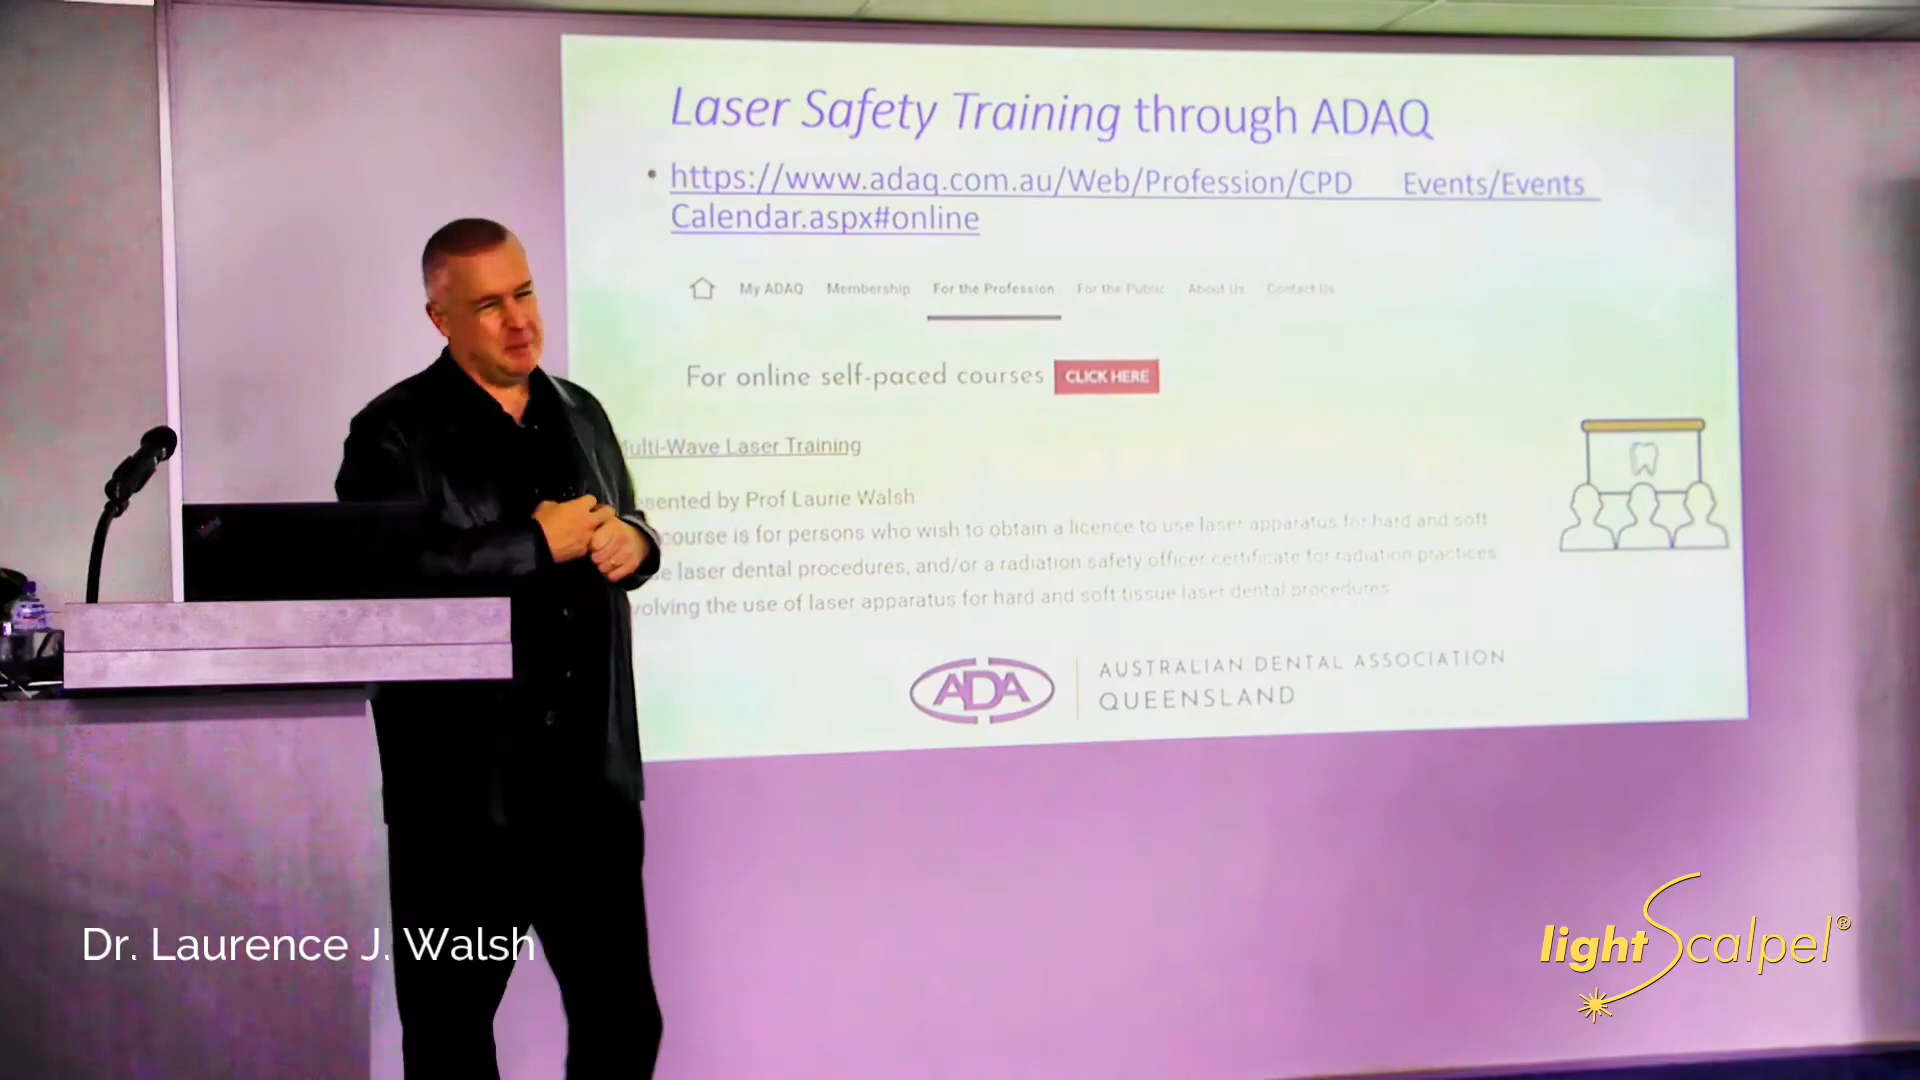 Laser Safety Training through ADAQ
• https://www.adaq.com.au/Web/Profession/CPD Events/Events
Calendar.aspx#online
My ADAQ Membership For the Profession For the Public About Us Contact Us
For online self-paced courses CLICK HERE
ulti-Wave Laser Training
sented by Prof Laurie Walsh
course is for persons who wish to obtain a licence to use laser apparatus for hard and soft
e laser dental procedures, and/or a radiation safety officer certificate for radiation practices
volving the use of laser apparatus for hard and soft tissue laser dental procedures
ADA AUSTRALIAN DENTAL ASSOCIATION
QUEENSLAND
Dr. Laurence J. Walsh
lightScalpel®